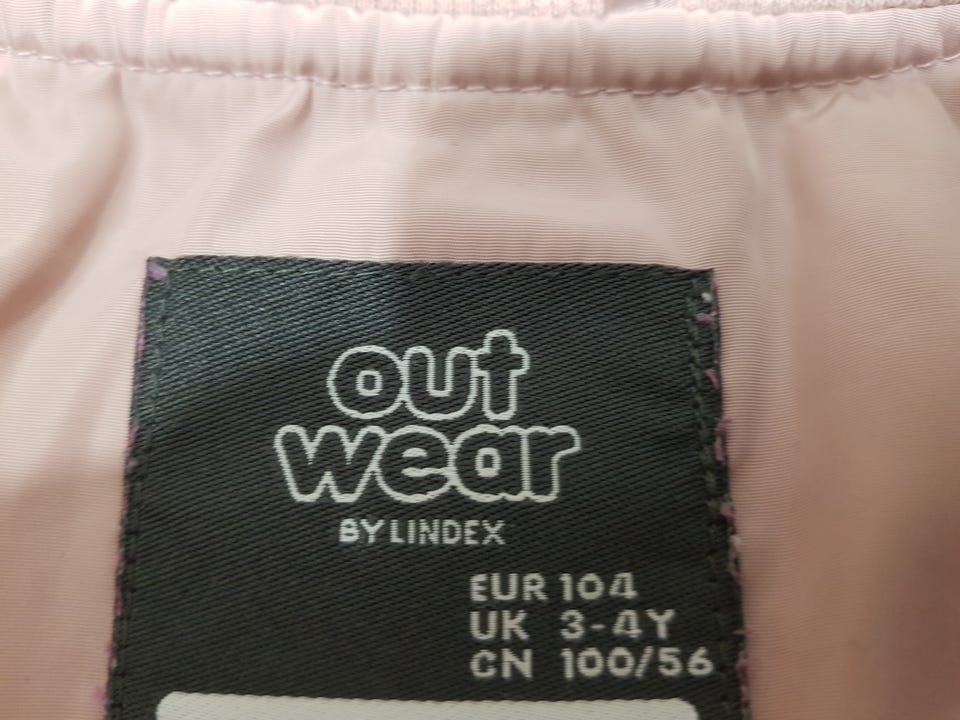 out
wear
BY LINDEX
EUR 104
UK 3-4Y
CN 100/56